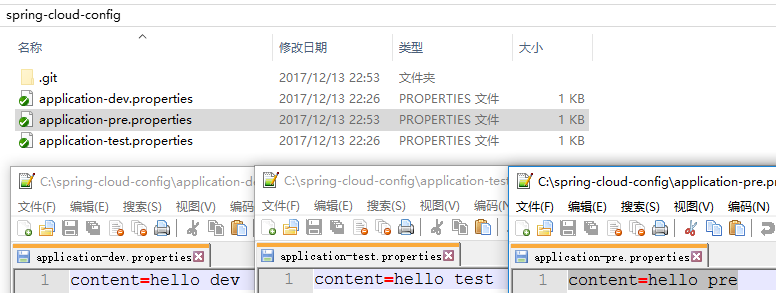 spring-cloud-config
名称 修改日期 类型 大小
.git 2017/12/13 22:53 文件夹
application-dev.properties 2017/12/13 22:26 PROPERTIES 文件 1 KB
application-pre.properties 2017/12/13 22:53 PROPERTIES 文件 1 KB
application-test.properties 2017/12/13 22:26 PROPERTIES 文件 1 KB
C:\spring-cloud-config\application-de
文件(F) 编辑(E) 搜索(S) 视图(V) 编码
application-dev.properties
1 content=hello dev
C:\spring-cloud-config\application-test
文件(F) 编辑(E) 搜索(S) 视图(V) 编码(N)
application-test.properties
1 content=hello test
C:\spring-cloud-config\application-pre.pr
文件(F) 编辑(E) 搜索(S) 视图(V) 编码(N)
application-pre.properties
1 content=hello pre